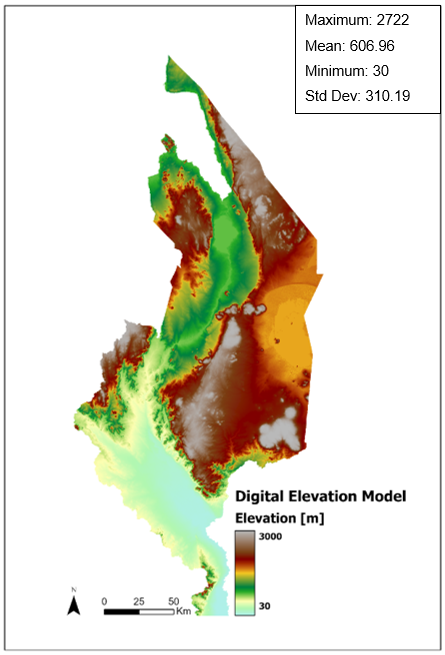 Maximum: 2722
Mean: 606.96
Minimum: 30
Std Dev: 310.19
Digital Elevation Model
Elevation [m]
3000
30
N
0 25 50
Km